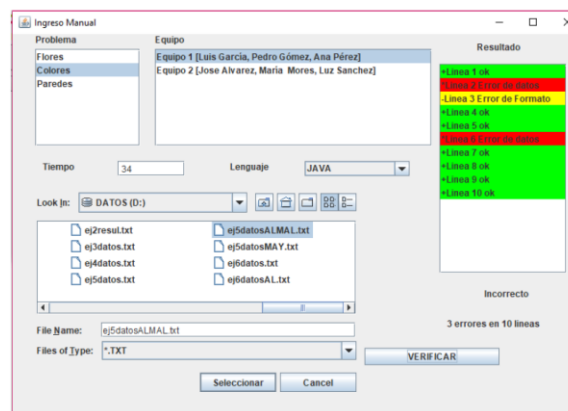 Ingreso Manual
Problema
Flores
Colores
Paredes
Equipo
Equipo 1 [Luis García, Pedro Gómez, Ana Pérez]
Equipo 2 [Jose Alvarez, Maria Mores, Luz Sanchez]
Tiempo
34
Lenguaje
JAVA
Look In:
DATOS (D:)
ej2resul.txt
ej3datos.txt
ej4datos.txt
ej5datos.txt
ej5datosALMAL.txt
ej5datosMAY.txt
ej6datos.txt
ej6datosAL.txt
File Name:
ej5datosALMAL.txt
Files of Type:
*.TXT
Seleccionar
Cancel
Resultado
+Linea 1 ok
*Linea 2 Error de datos
-Linea 3 Error de Formato
+Linea 4 ok
+Linea 5 ok
*Linea 6 Error de datos
+Linea 7 ok
+Linea 8 ok
+Linea 9 ok
+Linea 10 ok
Incorrecto
3 errores en 10 lineas
VERIFICAR